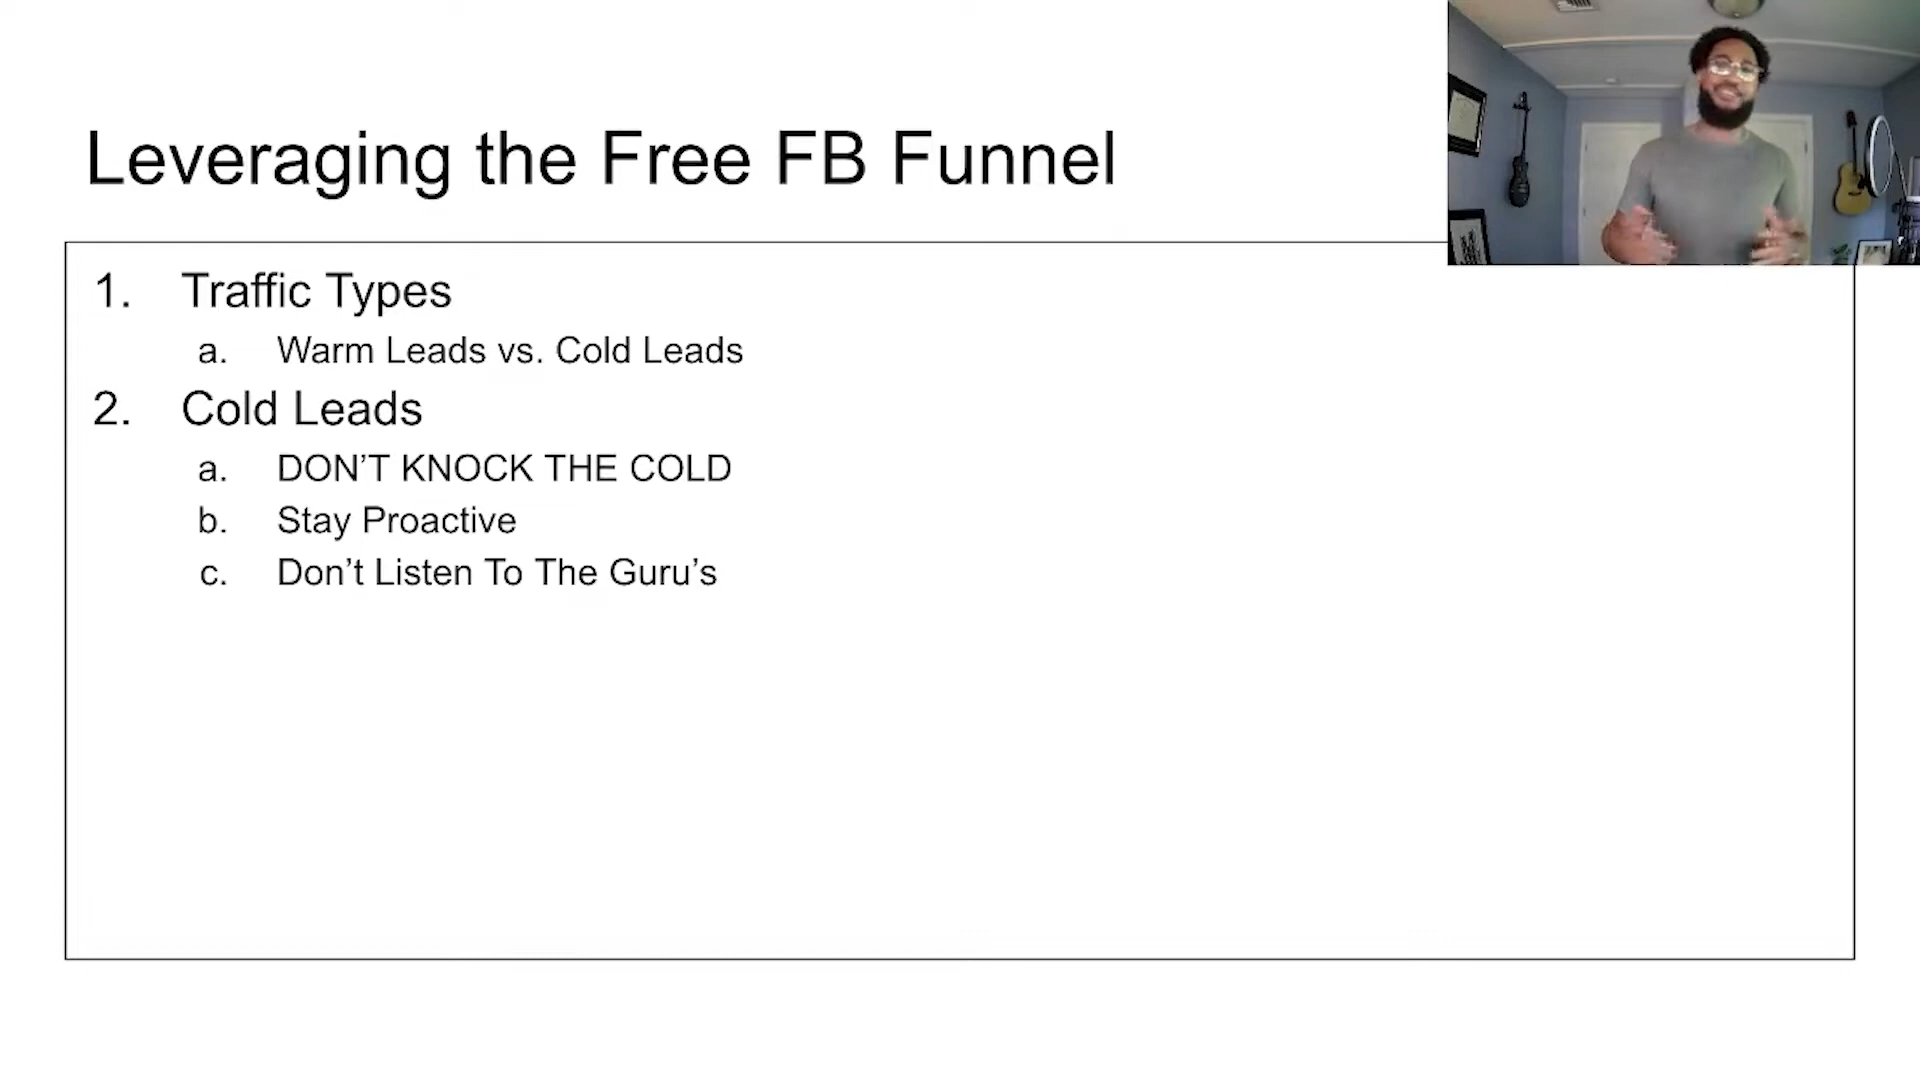 Leveraging the Free FB Funnel
1. Traffic Types
a. Warm Leads vs. Cold Leads
2. Cold Leads
a. DON’T KNOCK THE COLD
b. Stay Proactive
c. Don’t Listen To The Guru’s